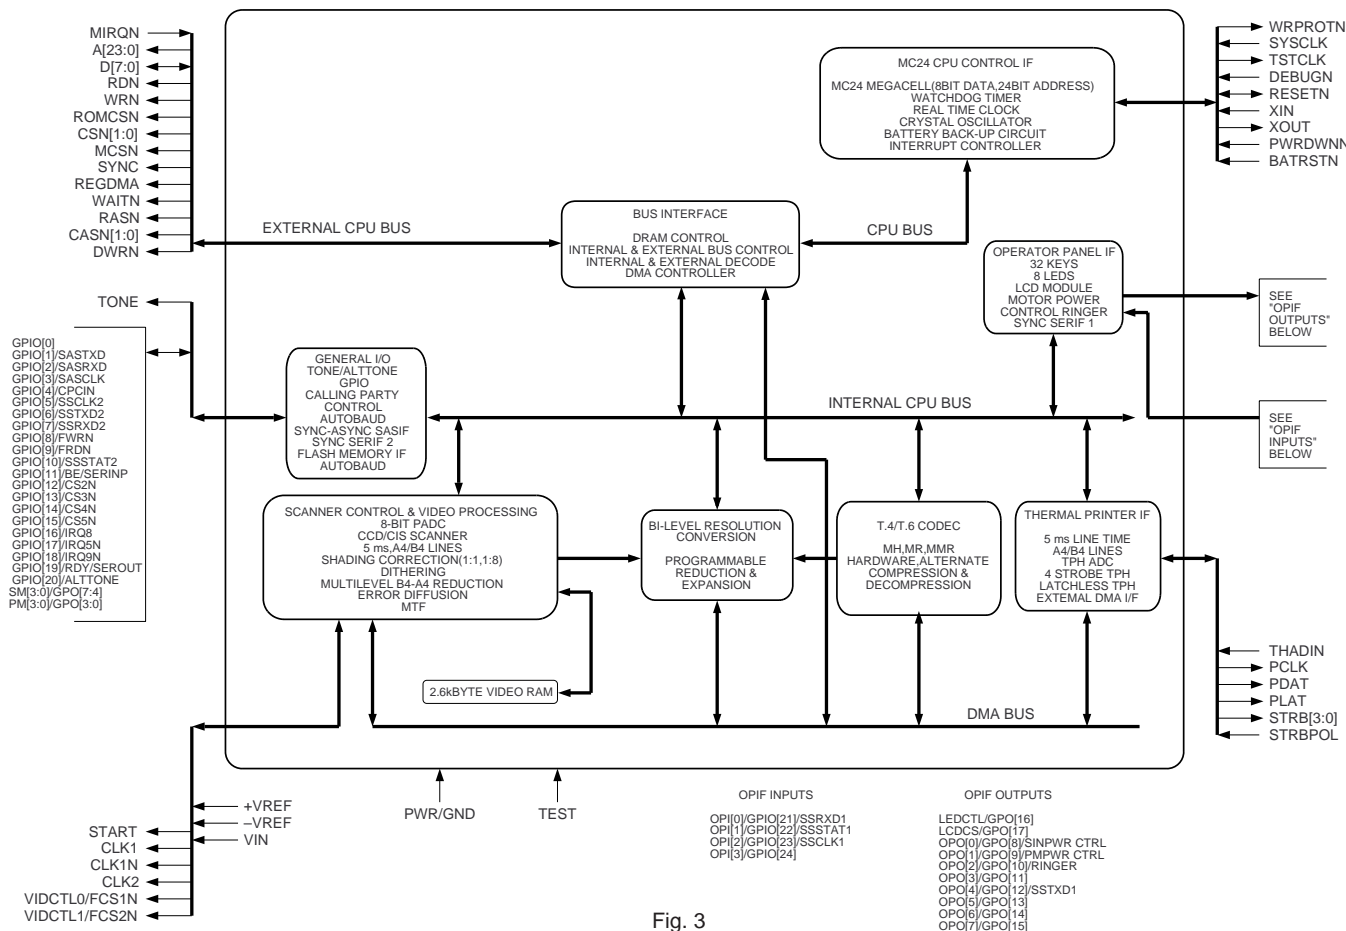 MIRQN
A[23:0]
D[7:0]
RDN
WRN
ROMCSN
CSN[1:0]
MCSN
SYNC
REGDMA
WAITN
RASN
CASN[1:0]
DWRN
EXTERNAL CPU BUS
MC24 CPU CONTROL IF
MC24 MEGACELL(8BIT DATA,24BIT ADDRESS)
WATCHDOG TIMER
REAL TIME CLOCK
CRYSTAL OSCILLATOR
BATTERY BACK-UP CIRCUIT
INTERRUPT CONTROLLER
WRPROTN
SYSCLK
TSTCLK
DEBUGN
RESETN
XIN
XOUT
PWRDWNN
BATRSTN
BUS INTERFACE
DRAM CONTROL
INTERNAL & EXTERNAL BUS CONTROL
INTERNAL & EXTERNAL DECODE
DMA CONTROLLER
CPU BUS
OPERATOR PANEL IF
32 KEYS
8 LEDS
LCD MODULE
MOTOR POWER
CONTROL RINGER
SYNC SERIF 1
SEE
"OPIF
OUTPUTS"
BELOW
SEE
"OPIF
INPUTS"
BELOW
TONE
GPIO[0]
GPIO[1]/SASTXD
GPIO[2]/SASRXD
GPIO[3]/SASCLK
GPIO[4]/CPCIN
GPIO[5]/SSCLK2
GPIO[6]/SSTXD2
GPIO[7]/SSRXD2
GPIO[8]/FWRN
GPIO[9]/FRDN
GPIO[10]/SSSTAT2
GPIO[11]/BE/SERINP
GPIO[12]/CS2N
GPIO[13]/CS3N
GPIO[14]/CS4N
GPIO[15]/CS5N
GPIO[16]/IRQ8
GPIO[17]/IRQ5N
GPIO[18]/IRQ9N
GPIO[19]/RDY/SEROUT
GPIO[20]/ALTTONE
SM[3:0]/GPO[7:4]
PM[3:0]/GPO[3:0]
GENERAL I/O
TONE/ALTTONE
GPIO
CALLING PARTY
CONTROL
AUTOBAUD
SYNC-ASYNC SASIF
SYNC SERIF 2
FLASH MEMORY IF
AUTOBAUD
INTERNAL CPU BUS
SCANNER CONTROL & VIDEO PROCESSING
8-BIT PADC
CCD/CIS SCANNER
5 ms,A4/B4 LINES
SHADING CORRECTION(1:1,1:8)
DITHERING
MULTILEVEL B4-A4 REDUCTION
ERROR DIFFUSION
MTF
BI-LEVEL RESOLUTION
CONVERSION
PROGRAMMABLE
REDUCTION &
EXPANSION
T.4/T.6 CODEC
MH,MR,MMR
HARDWARE,ALTERNATE
COMPRESSION &
DECOMPRESSION
THERMAL PRINTER IF
5 ms LINE TIME
A4/B4 LINES
TPH ADC
4 STROBE TPH
LATCHLESS TPH
EXTEMAL DMA I/F
2.6kBYTE VIDEO RAM
DMA BUS
THADIN
PCLK
PDAT
PLAT
STRB[3:0]
STRBPOL
PWR/GND
TEST
+VREF
–VREF
VIN
START
CLK1
CLK1N
CLK2
VIDCTL0/FCS1N
VIDCTL1/FCS2N
OPIF INPUTS
OPI[0]/GPIO[21]/SSRXD1
OPI[1]/GPIO[22]/SSSTAT1
OPI[2]/GPIO[23]/SSCLK1
OPI[3]/GPIO[24]
OPIF OUTPUTS
LEDCTL/GPO[16]
LCDCS/GPO[17]
OPO[0]/GPO[8]/SINPWR CTRL
OPO[1]/GPO[9]/PMPWR CTRL
OPO[2]/GPO[10]/RINGER
OPO[3]/GPO[11]
OPO[4]/GPO[12]/SSTXD1
OPO[5]/GPO[13]
OPO[6]/GPO[14]
OPO[7]/GPO[15]
Fig. 3